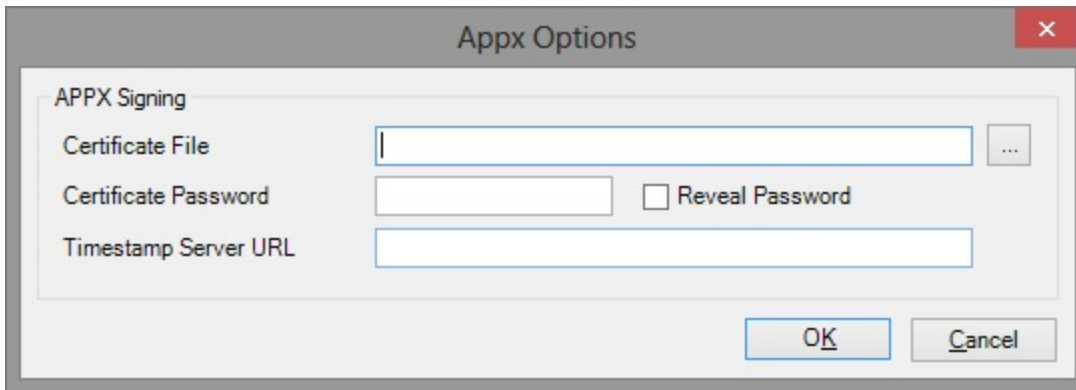 Appx Options
APPX Signing
Certificate File
...
Certificate Password
Reveal Password
Timestamp Server URL
OK
Cancel